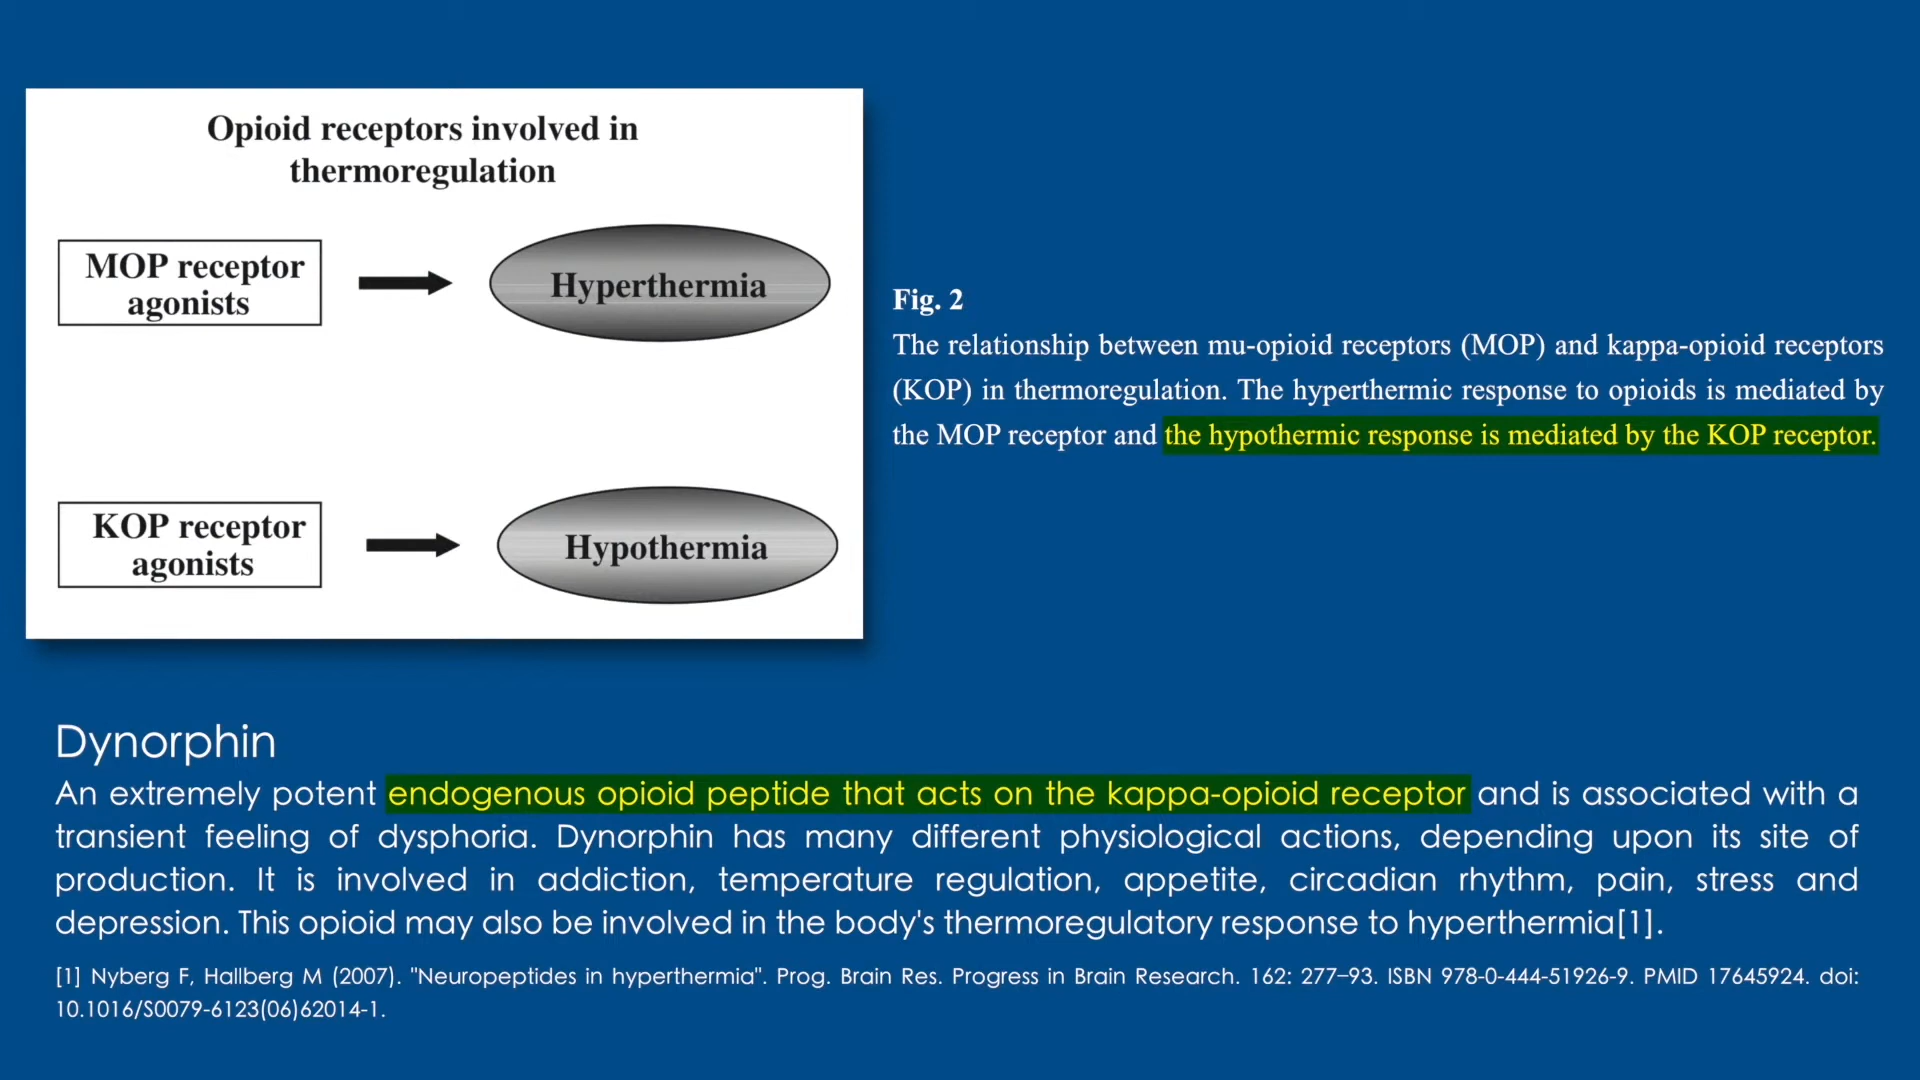 Opioid receptors involved in
thermoregulation
MOP receptor
agonists
Hyperthermia
KOP receptor
agonists
Hypothermia
Fig. 2
The relationship between mu-opioid receptors (MOP) and kappa-opioid receptors
(KOP) in thermoregulation. The hyperthermic response to opioids is mediated by
the MOP receptor and the hypothermic response is mediated by the KOP receptor.
Dynorphin
An extremely potent endogenous opioid peptide that acts on the kappa-opioid receptor and is associated with a
transient feeling of dysphoria. Dynorphin has many different physiological actions, depending upon its site of
production. It is involved in addiction, temperature regulation, appetite, circadian rhythm, pain, stress and
depression. This opioid may also be involved in the body's thermoregulatory response to hyperthermia[1].
[1] Nyberg F, Hallberg M (2007). "Neuropeptides in hyperthermia". Prog. Brain Res. Progress in Brain Research. 162: 277–93. ISBN 978-0-444-51926-9. PMID 17645924. doi:
10.1016/S0079-6123(06)62014-1.